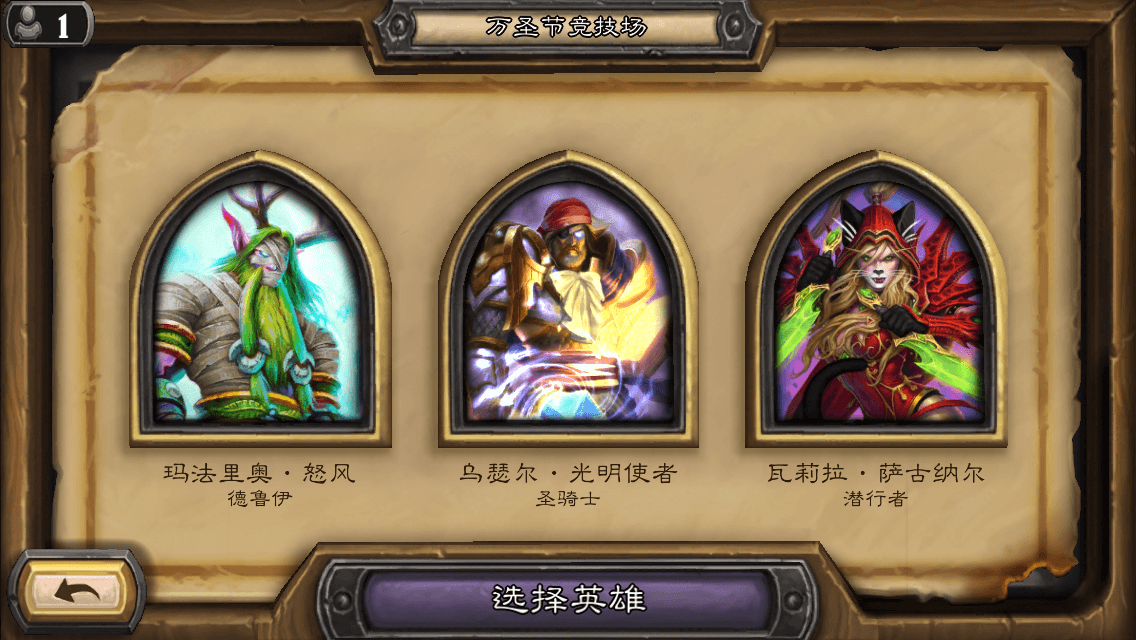 1
万圣节竞技场
玛法里奥·怒风
德鲁伊
乌瑟尔·光明使者
圣骑士
瓦莉拉·萨古纳尔
潜行者
选择英雄